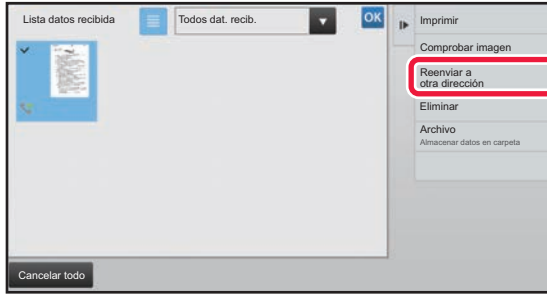 Lista datos recibida
Todos dat. recib.
OK
Imprimir
Comprobar imagen
Reenviar a
otra dirección
Eliminar
Archivo
Almacenar datos en carpeta
Cancelar todo